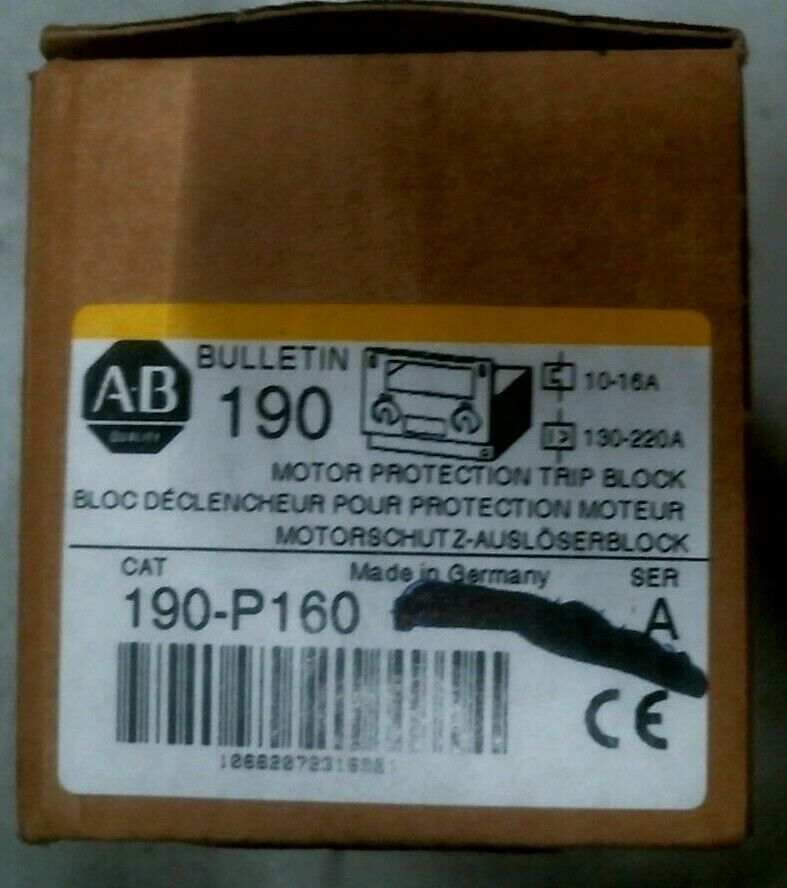 A-B
QUALITY
BULLETIN
190
10-16A
130-220A
MOTOR PROTECTION TRIP BLOCK
BLOC DÉCLENCHEUR POUR PROTECTION MOTEUR
MOTORSCHUTZ-AUSLÖSERBLOCK
CAT
Made in Germany
SER
190-P160
A
CE